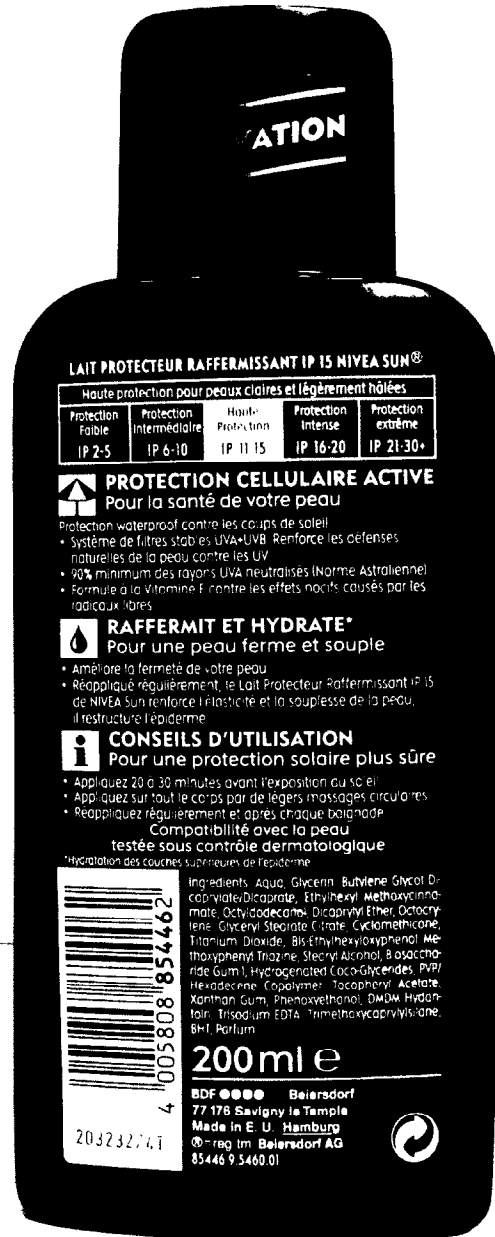 ATION
LAIT PROTECTEUR RAFFERMISSANT IP 15 NIVEA SUN®
Haute protection pour peaux claires et légèrement hâlées
Protection Faible IP 2-5
Protection Intermédiaire IP 6-10
Haute Protection IP 11-15
Protection Intense IP 16-20
Protection extrême IP 21-30+
PROTECTION CELLULAIRE ACTIVE
Pour la santé de votre peau
Protection waterproof contre les coups de soleil
• Système de filtres stables UVA+UVB. Renforce les défenses
naturelles de la peau contre les UV
• 90% minimum des rayons UVA neutralisés (Norme Australienne)
• Formule à la Vitamine E contre les effets nocifs causés par les
radicaux libres
RAFFERMIT ET HYDRATE*
Pour une peau ferme et souple
• Améliore la fermeté de votre peau
• Réappliqué régulièrement, le Lait Protecteur Raffermissant IP 15
de NIVEA Sun renforce l'élasticité et la souplesse de la peau,
il restructure l'épiderme
i CONSEILS D'UTILISATION
Pour une protection solaire plus sûre
• Appliquez 20 à 30 minutes avant l'exposition au soleil
• Appliquez sur tout le corps par de légers massages circulaires
• Réappliquez régulièrement et après chaque baignade
Compatibilité avec la peau
testée sous contrôle dermatologique
*Hydratation des couches supérieures de l'épiderme
Ingredients: Aqua, Glycerin, Butylene Glycol Di-
caprylate/Dicaprate, Ethylhexyl Methoxycinna-
mate, Octyldodecanol, Dicaprylyl Ether, Octocry-
lene, Glyceryl Stearate Citrate, Cyclomethicone,
Titanium Dioxide, Bis-Ethylhexyloxyphenol Me-
thoxyphenyl Triazine, Stearyl Alcohol, Biosaccha-
ride Gum-1, Hydrogenated Coco-Glycerides, PVP/
Hexadecene Copolymer, Tocopheryl Acetate,
Xanthan Gum, Phenoxyethanol, DMDM Hydan-
toin, Trisodium EDTA, Trimethoxycaprylylsilane,
BHT, Parfum
4 005808 854462
200 ml e
BDF ●●●● Beiersdorf
77176 Savigny le Temple
Made in E. U. Hamburg
®=reg tm Beiersdorf AG
85446 9.5460.01